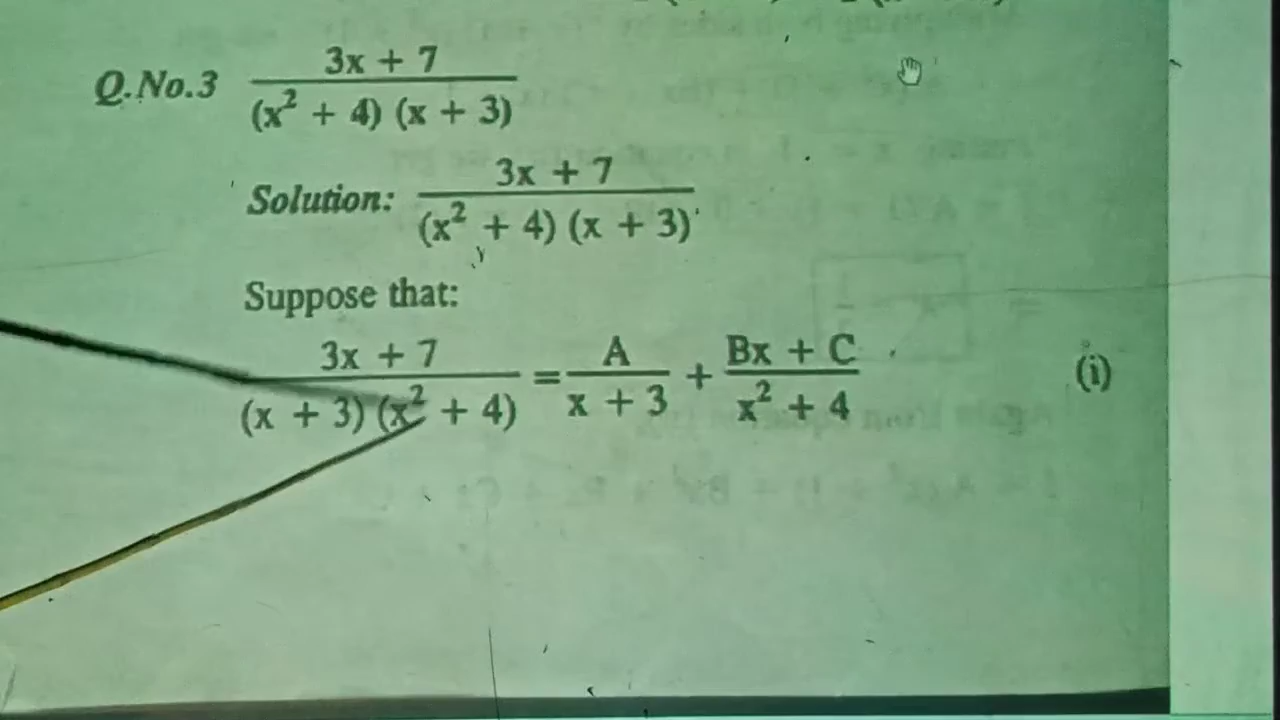 Q.No.3 (3x + 7) / ((x² + 4) (x + 3))
Solution: (3x + 7) / ((x² + 4) (x + 3))
Suppose that:
(3x + 7) / ((x + 3) (x² + 4)) = A / (x + 3) + (Bx + C) / (x² + 4) (i)